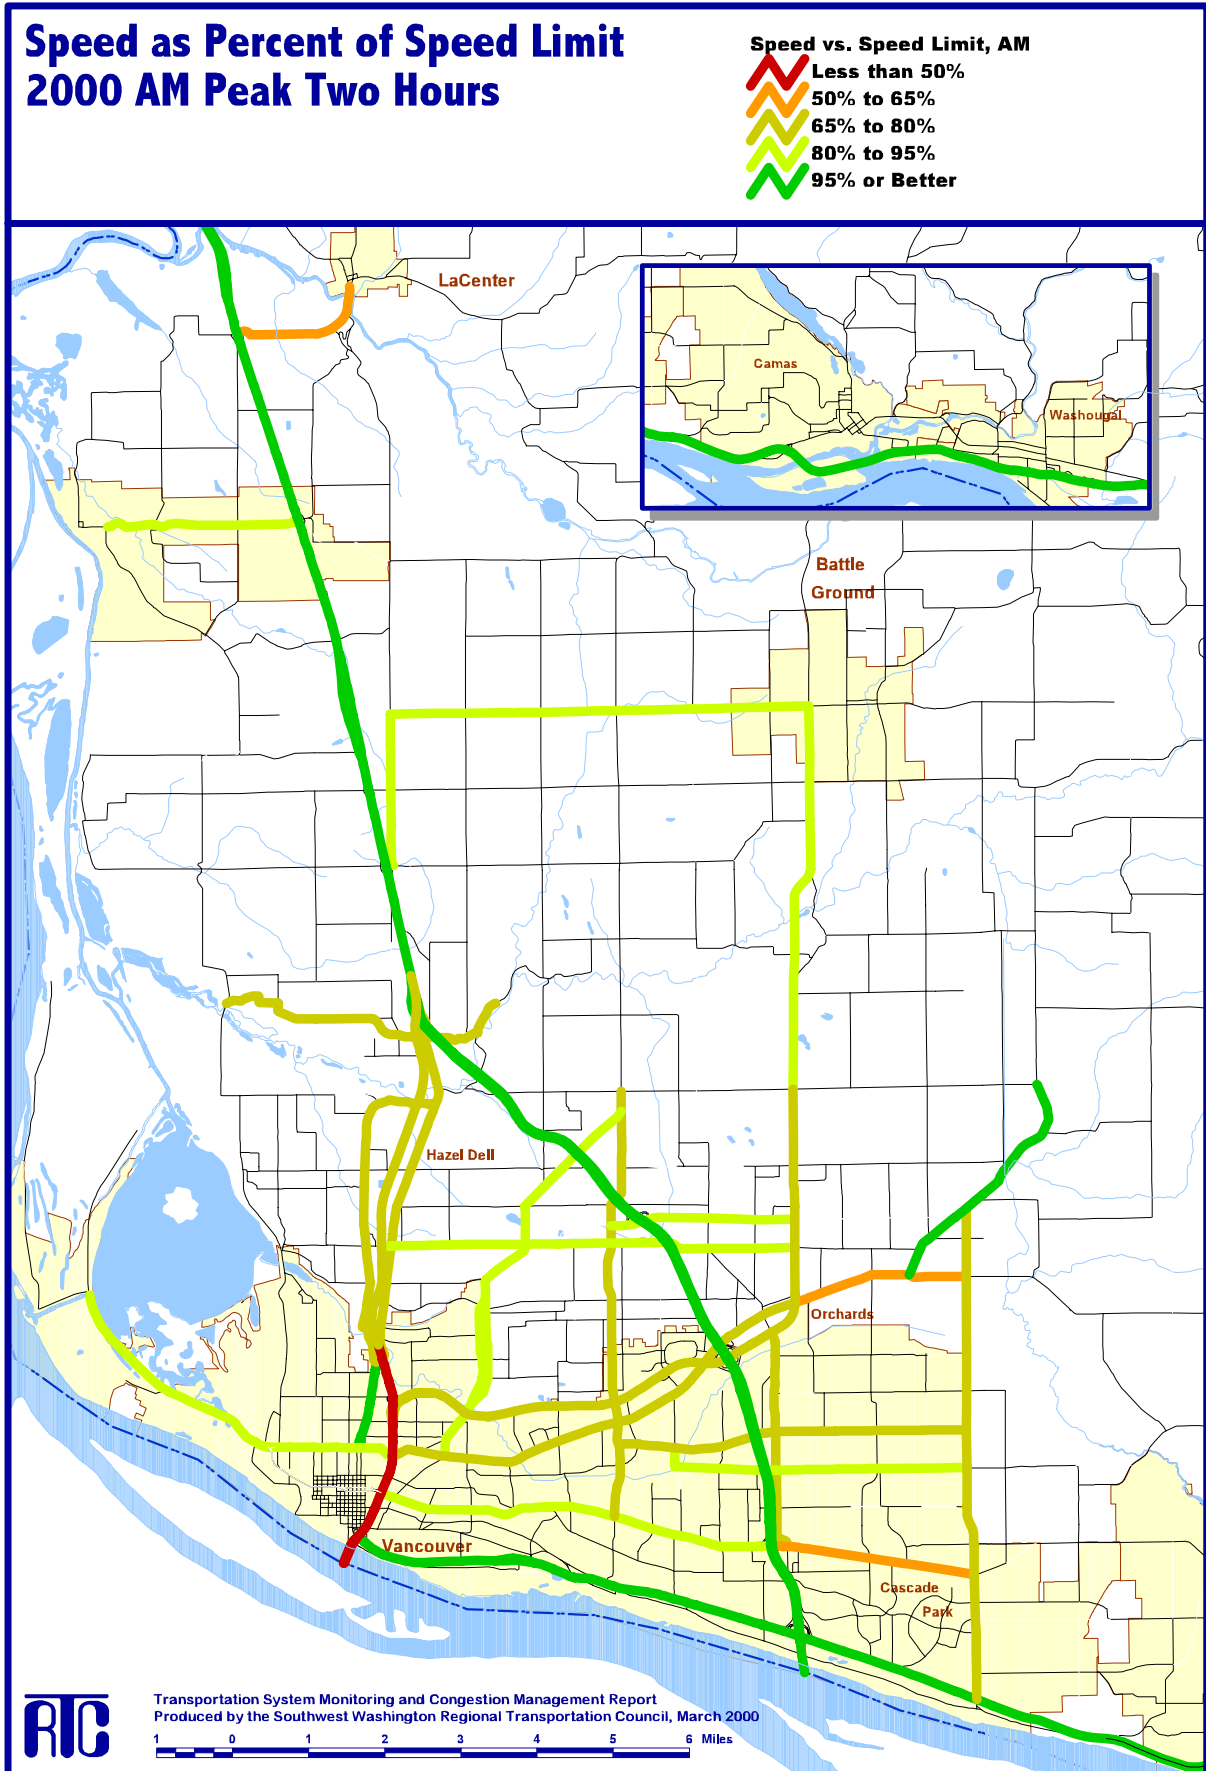 Speed as Percent of Speed Limit
2000 AM Peak Two Hours
Speed vs. Speed Limit, AM
Less than 50%
50% to 65%
65% to 80%
80% to 95%
95% or Better
LaCenter
Camas
Washougal
Battle
Ground
Hazel Dell
Orchards
Vancouver
Cascade
Park
RTC
Transportation System Monitoring and Congestion Management Report
Produced by the Southwest Washington Regional Transportation Council, March 2000
1 0 1 2 3 4 5 6 Miles